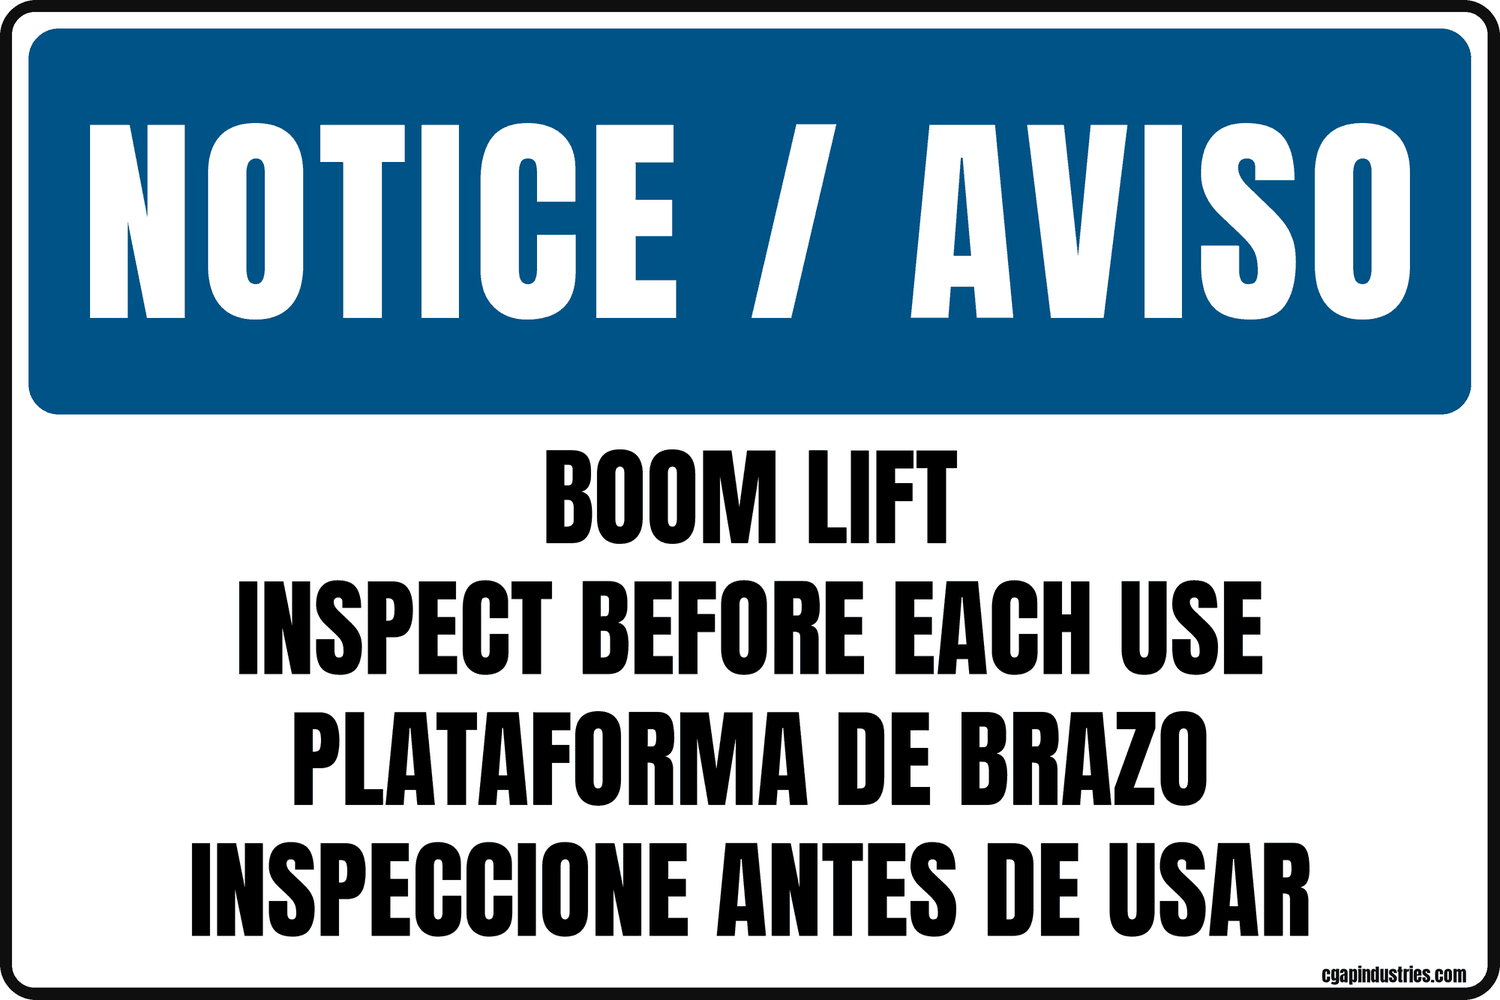 NOTICE / AVISO
BOOM LIFT
INSPECT BEFORE EACH USE
PLATAFORMA DE BRAZO
INSPECCIONE ANTES DE USAR
cgapindustries.com